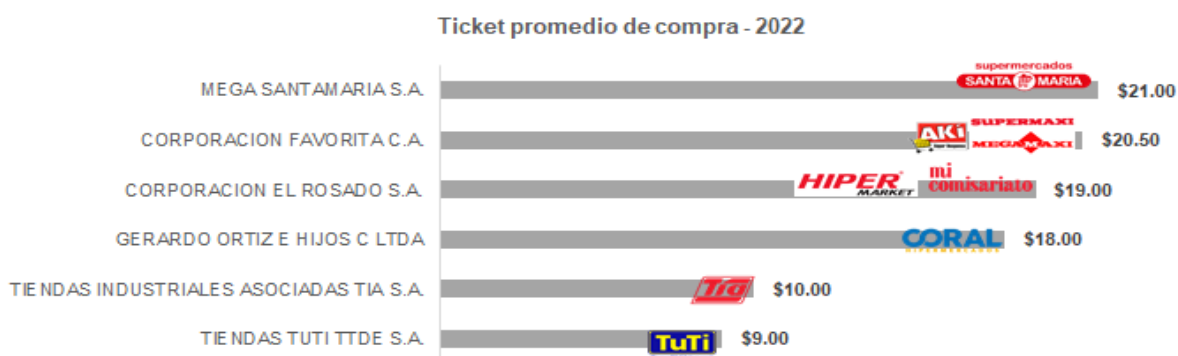 Ticket promedio de compra - 2022
supermercados
SANTA MARIA
MEGA SANTAMARIA S.A.
$21.00
AKi
SUPERMAXI
MEGAMAXI
CORPORACION FAVORITA C.A.
$20.50
HIPER
MARKET
mi
comisariato
CORPORACION EL ROSADO S.A.
$19.00
GERARDO ORTIZ E HIJOS C LTDA
CORAL
HIPERMERCADOS
$18.00
TIENDAS INDUSTRIALES ASOCIADAS TIA S.A.
Tía
$10.00
TIENDAS TUTI TTDE S.A.
TuTi
$9.00